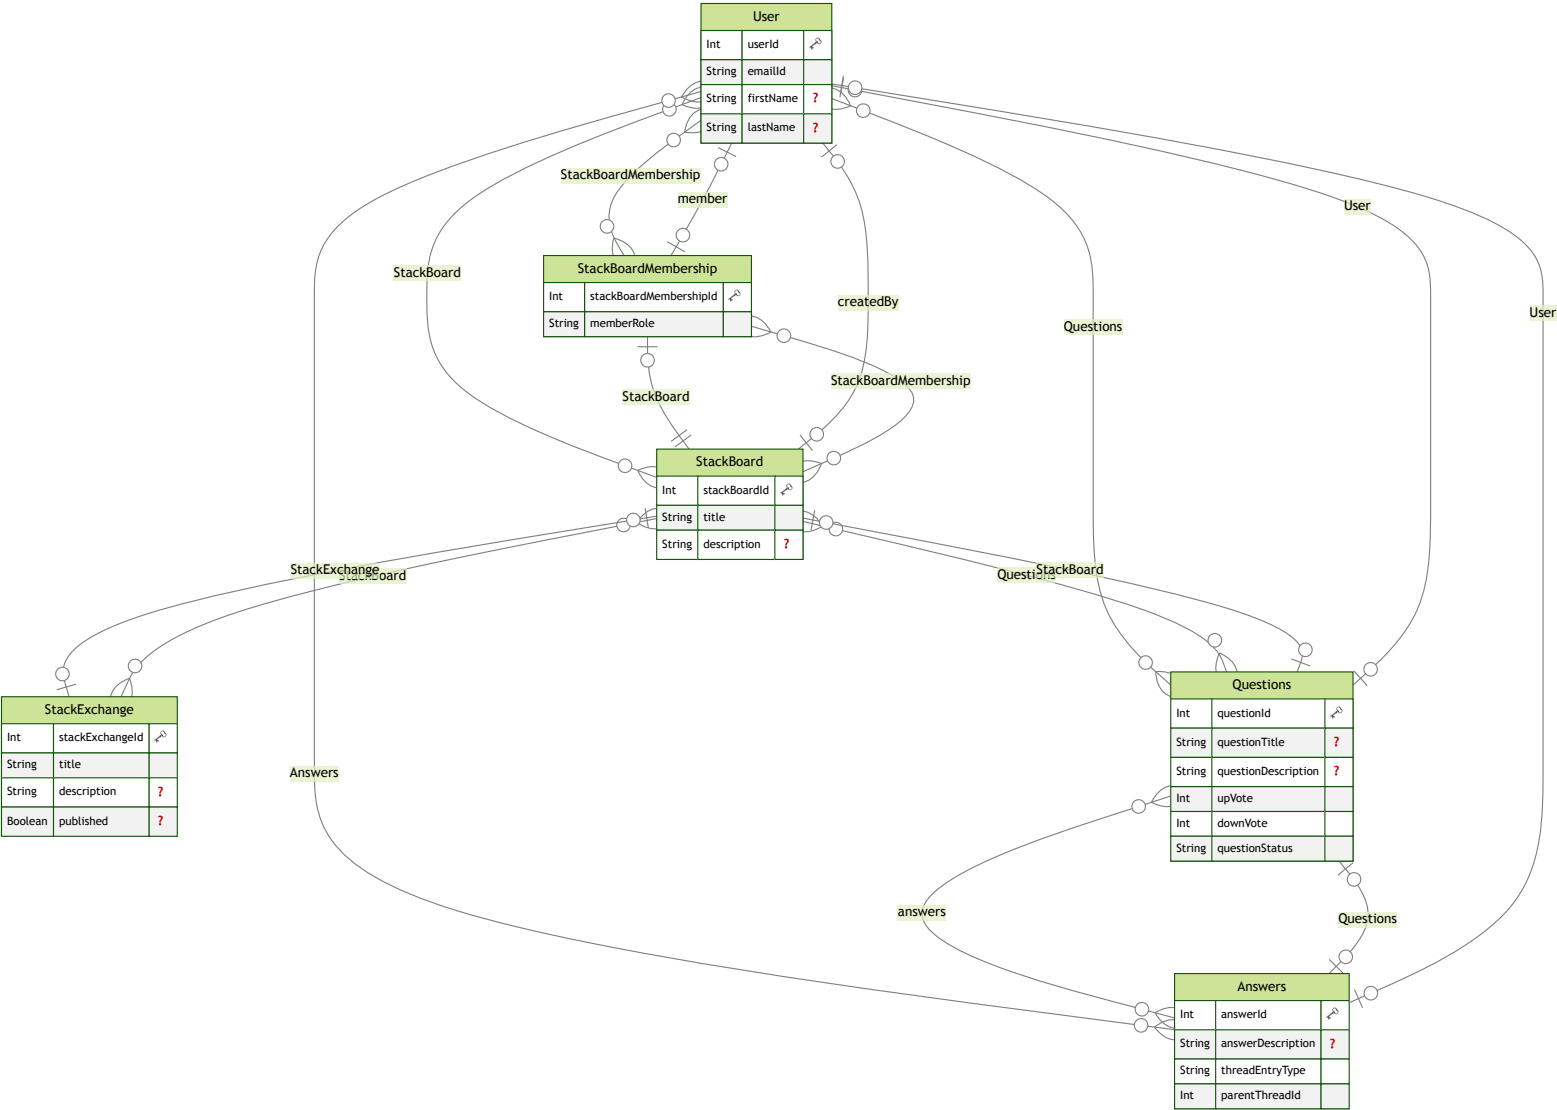 User
Int userId
String emailId
String firstName ?
String lastName ?
StackBoardMembership
member
User
StackBoard
StackBoardMembership
Int stackBoardMembershipId
String memberRole
createdBy
User
Questions
StackBoardMembership
StackBoard
StackBoard
Int stackBoardId
String title
String description ?
StackExchange
StackBoard
Questions
StackBoard
StackExchange
Int stackExchangeId
String title
String description ?
Boolean published ?
Questions
Int questionId
String questionTitle ?
String questionDescription ?
Int upVote
Int downVote
String questionStatus
Answers
answers
Questions
Answers
Int answerId
String answerDescription ?
String threadEntryType
Int parentThreadId